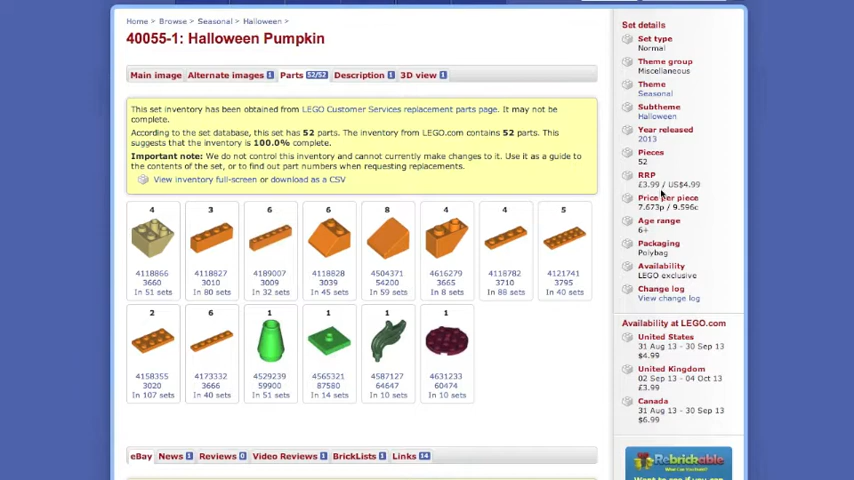 Home > Browse > Seasonal > Halloween >
40055-1: Halloween Pumpkin
Main image Alternate images 1 Parts 52/52 Description 1 3D view 1
This set inventory has been obtained from LEGO Customer Services replacement parts page. It may not be
complete.
According to the set database, this set has 52 parts. The inventory from LEGO.com contains 52 parts. This
suggests that the inventory is 100.0% complete.
Important note: We do not control this inventory and cannot currently make changes to it. Use it as a guide to
the contents of the set, or to find out part numbers when requesting replacements.
View inventory full-screen or download as a CSV
4 3 6 6 8 4 4 5
4118866 4118827 4189007 4118828 4504371 4616279 4118782 4121741
3660 3010 3009 3039 54200 3665 3710 3795
In 51 sets In 80 sets In 32 sets In 45 sets In 59 sets In 8 sets In 88 sets In 40 sets
2 6 1 1 1 1
4158355 4173332 4529239 4565321 4587127 4631233
3020 3666 59900 87580 64647 60474
In 107 sets In 40 sets In 51 sets In 14 sets In 10 sets In 10 sets
eBay News 1 Reviews 0 Video Reviews 1 BrickLists 1 Links 14
Set details
Set type
Normal
Theme group
Miscellaneous
Theme
Seasonal
Subtheme
Halloween
Year released
2013
Pieces
52
RRP
£3.99 / US$4.99
Price per piece
7.673p / 9.596c
Age range
6+
Packaging
Polybag
Availability
LEGO exclusive
Change log
View change log
Availability at LEGO.com
United States
31 Aug 13 - 30 Sep 13
$4.99
United Kingdom
02 Sep 13 - 04 Oct 13
£3.99
Canada
31 Aug 13 - 30 Sep 13
$6.99
Rebrickable
Want to see if you can